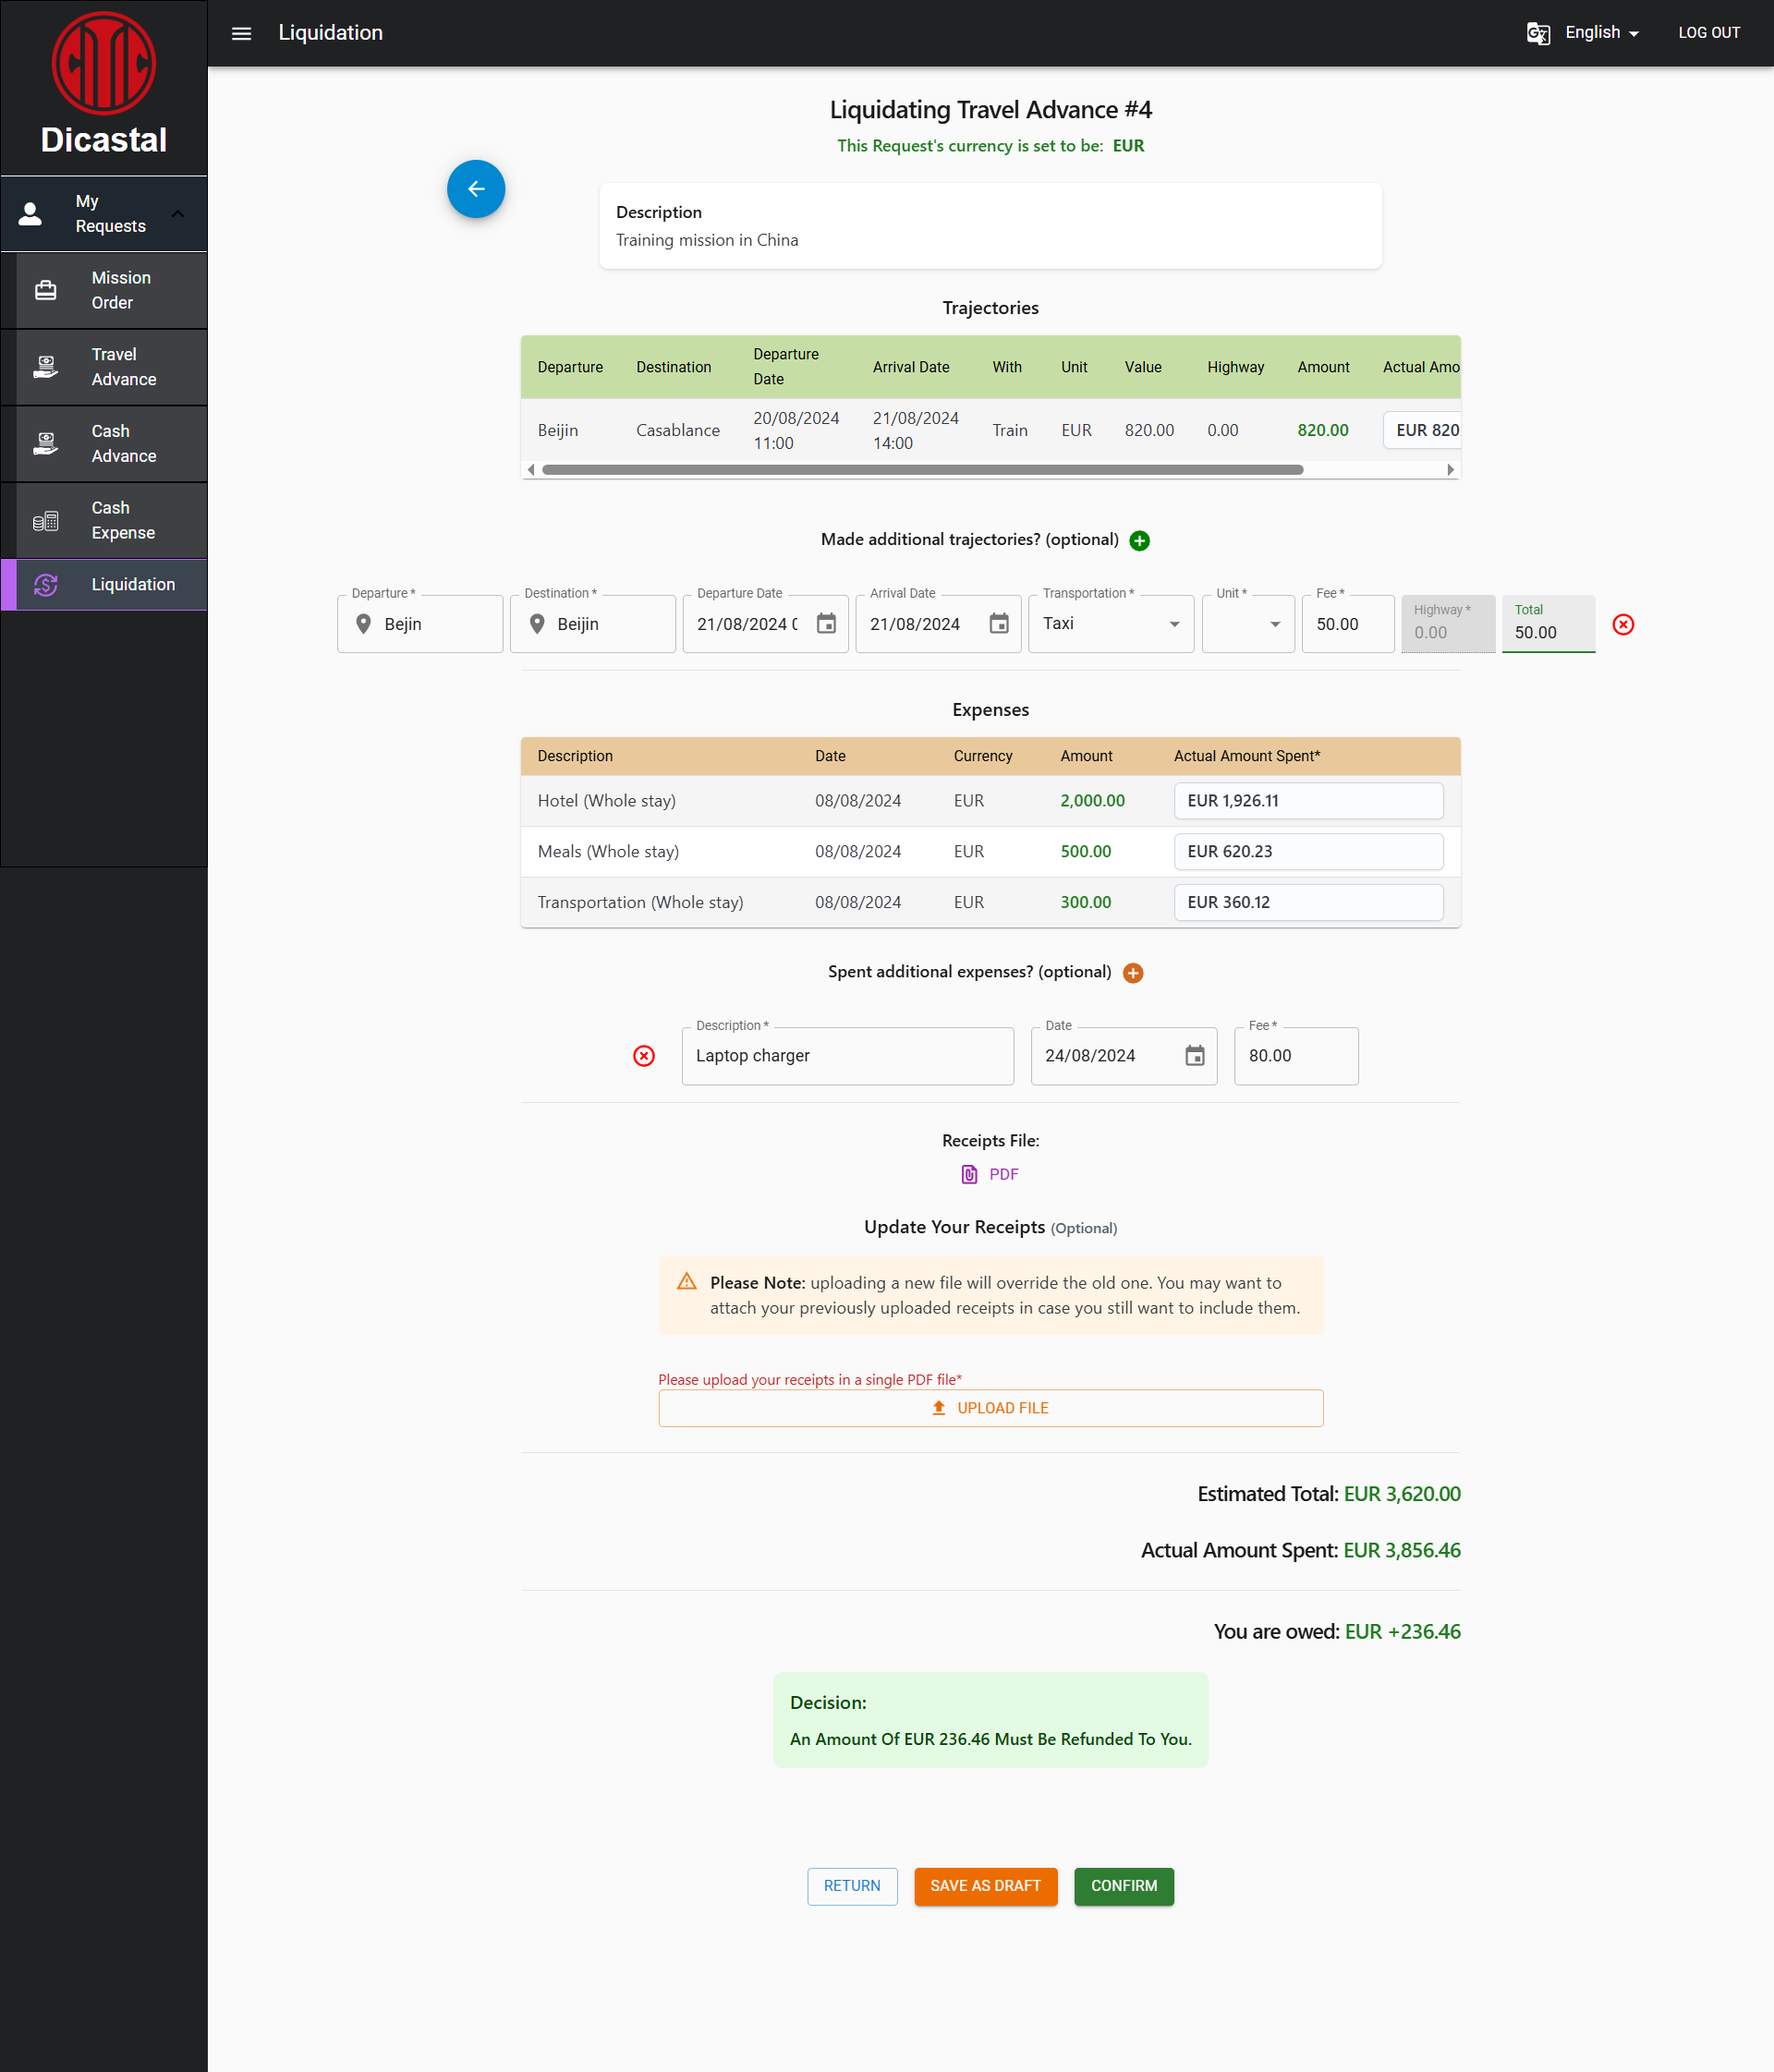 Dicastal
My
Requests
Mission
Order
Travel
Advance
Cash
Advance
Cash
Expense
Liquidation
Liquidation
English
LOG OUT
Liquidating Travel Advance #4
This Request's currency is set to be: EUR
Description
Training mission in China
Trajectories
Departure Destination Departure Date Arrival Date With Unit Value Highway Amount Actual Amo
Beijin Casablance 20/08/2024 11:00 21/08/2024 14:00 Train EUR 820.00 0.00 820.00 EUR 820
Made additional trajectories? (optional)
Departure * Destination * Departure Date Arrival Date Transportation * Unit * Fee * Highway * Total
Bejin Beijin 21/08/2024 21/08/2024 Taxi 50.00 0.00 50.00
Expenses
Description Date Currency Amount Actual Amount Spent*
Hotel (Whole stay) 08/08/2024 EUR 2,000.00 EUR 1,926.11
Meals (Whole stay) 08/08/2024 EUR 500.00 EUR 620.23
Transportation (Whole stay) 08/08/2024 EUR 300.00 EUR 360.12
Spent additional expenses? (optional)
Description * Date Fee *
Laptop charger 24/08/2024 80.00
Receipts File:
PDF
Update Your Receipts (Optional)
Please Note: uploading a new file will override the old one. You may want to
attach your previously uploaded receipts in case you still want to include them.
Please upload your receipts in a single PDF file*
UPLOAD FILE
Estimated Total: EUR 3,620.00
Actual Amount Spent: EUR 3,856.46
You are owed: EUR +236.46
Decision:
An Amount Of EUR 236.46 Must Be Refunded To You.
RETURN
SAVE AS DRAFT
CONFIRM